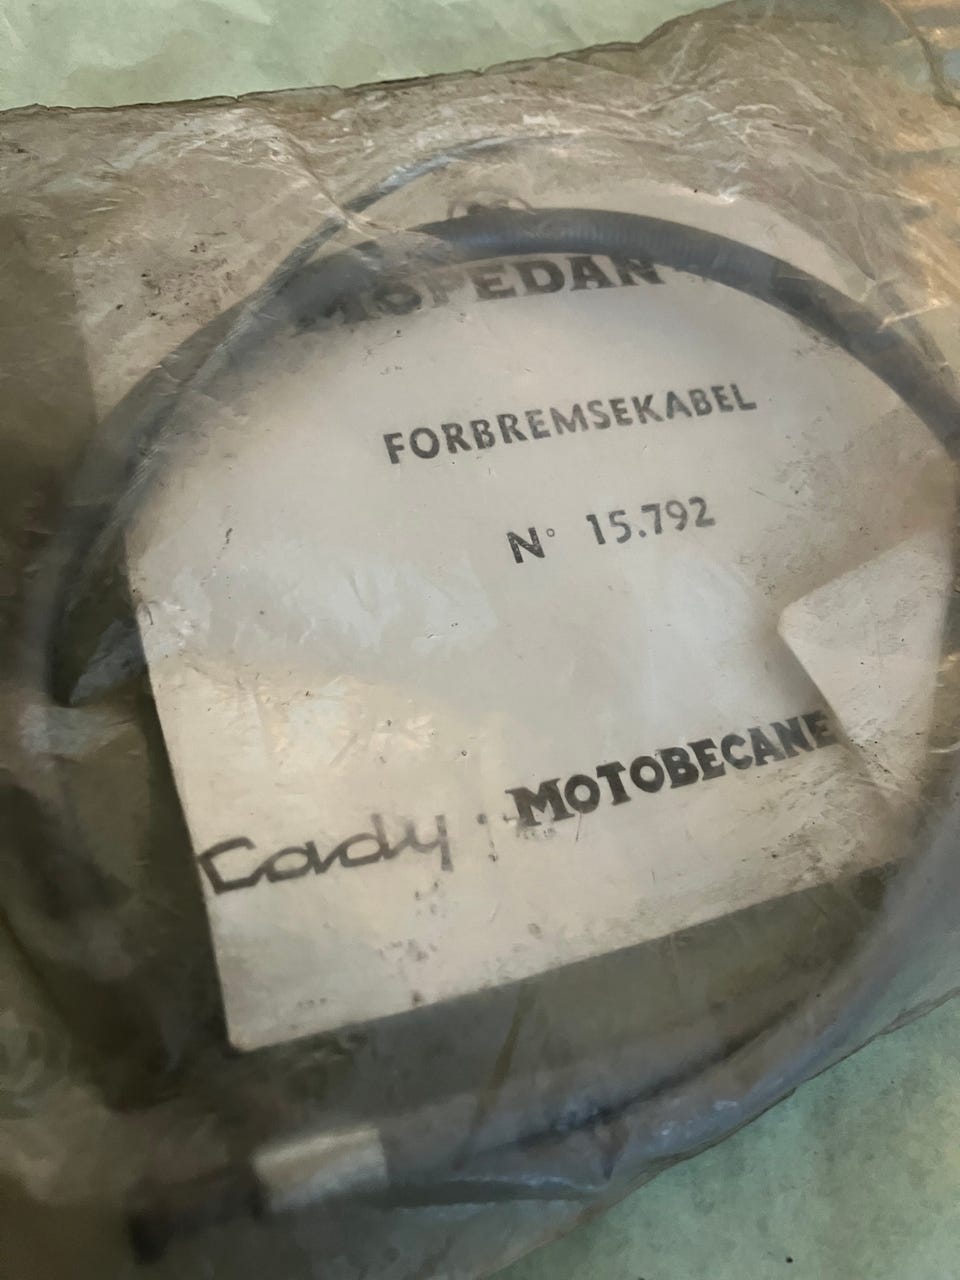 MOPEDAN
FORBREMSEKABEL
N° 15.792
Cady · MOTOBECANE